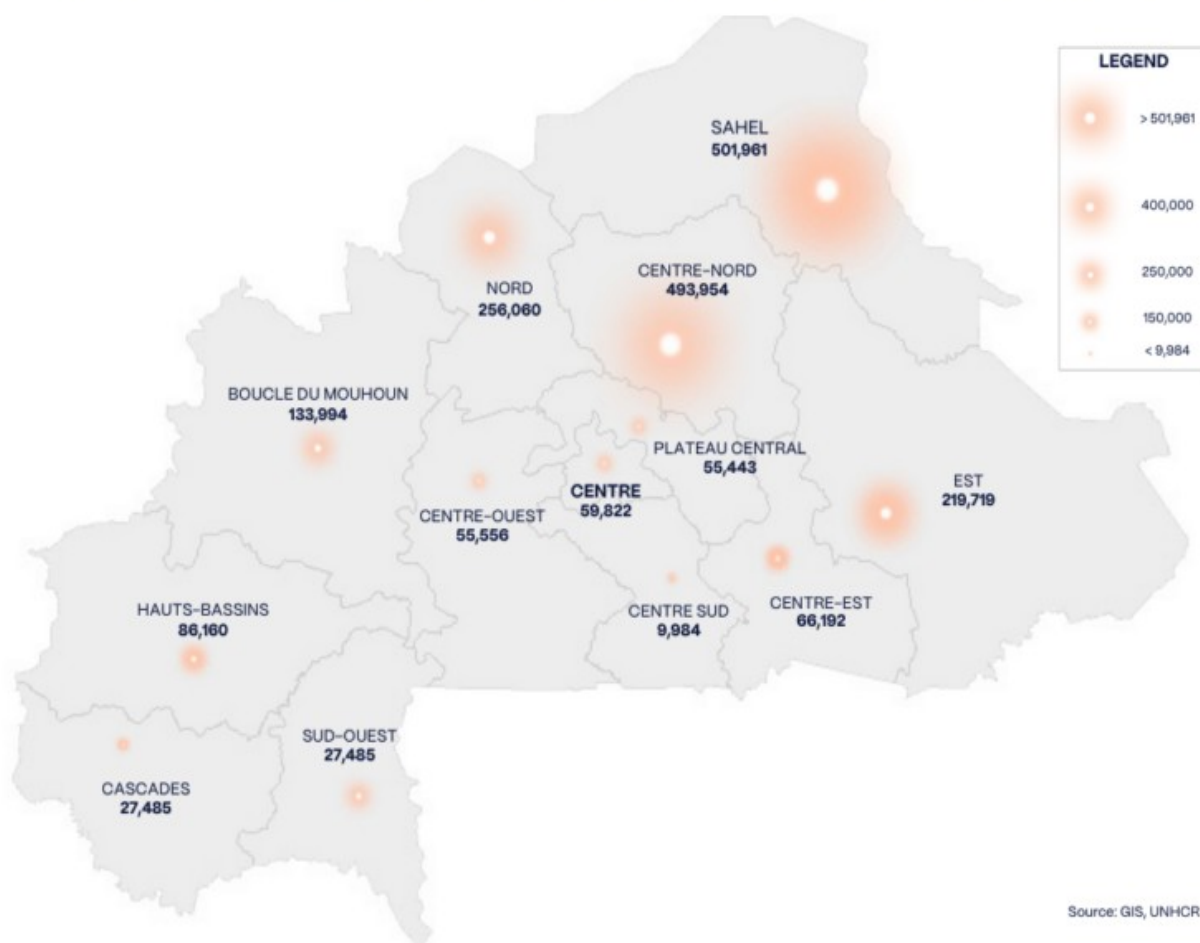 LEGEND
> 501,961
400,000
250,000
150,000
< 9,984
SAHEL
501,961
NORD
256,060
CENTRE-NORD
493,954
BOUCLE DU MOUHOUN
133,994
PLATEAU CENTRAL
55,443
CENTRE
59,822
CENTRE-OUEST
55,556
EST
219,719
HAUTS-BASSINS
86,160
CENTRE SUD
9,984
CENTRE-EST
66,192
SUD-OUEST
27,485
CASCADES
27,485
Source: GIS, UNHCR